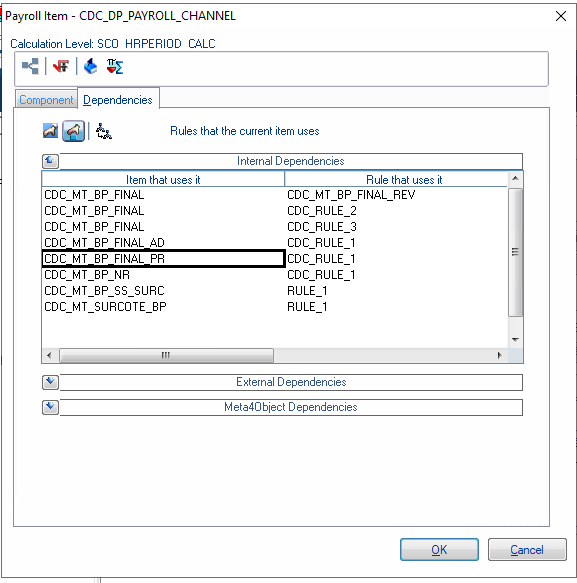 Payroll Item - CDC_DP_PAYROLL_CHANNEL
Calculation Level: SCO_HRPERIOD_CALC
Component Dependencies
Rules that the current item uses
Internal Dependencies
Item that uses it Rule that uses it
CDC_MT_BP_FINAL CDC_MT_BP_FINAL_REV
CDC_MT_BP_FINAL CDC_RULE_2
CDC_MT_BP_FINAL CDC_RULE_3
CDC_MT_BP_FINAL_AD CDC_RULE_1
CDC_MT_BP_FINAL_PR CDC_RULE_1
CDC_MT_BP_NR CDC_RULE_1
CDC_MT_BP_SS_SURC RULE_1
CDC_MT_SURCOTE_BP RULE_1
External Dependencies
Meta4Object Dependencies
OK Cancel